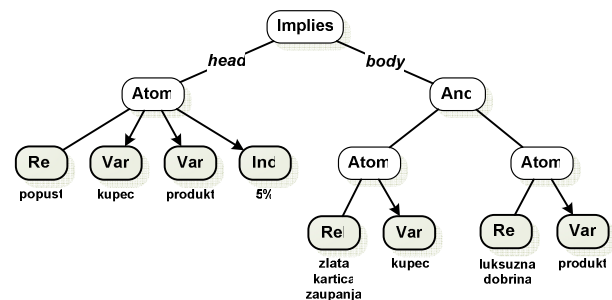 Implies
head
body
Atom
And
Re
Var
Var
Ind
Atom
Atom
popust
kupec
produkt
5%
Rel
Var
Re
Var
zlata
kartica
zaupanja
kupec
luksuzna
dobrina
produkt